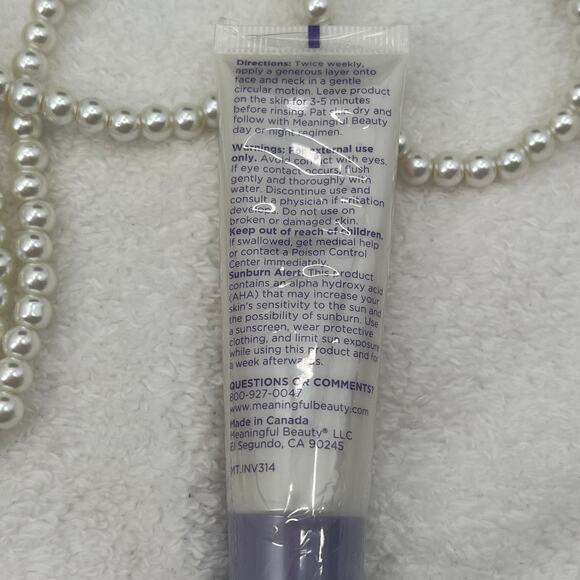 Directions: Twice weekly,
apply a generous layer onto
face and neck in a gentle
circular motion. Leave product
on the skin for 3-5 minutes
before rinsing. Pat skin dry and
follow with Meaningful Beauty
day or night regimen.
Warnings: For external use
only. Avoid contact with eyes.
If eye contact occurs, flush
gently and thoroughly with
water. Discontinue use and
consult a physician if irritation
develops. Do not use on
broken or damaged skin.
Keep out of reach of children.
If swallowed, get medical help
or contact a Poison Control
Center immediately.
Sunburn Alert: This product
contains an alpha hydroxy acid
(AHA) that may increase your
skin's sensitivity to the sun and
the possibility of sunburn. Use
a sunscreen, wear protective
clothing, and limit sun exposure
while using this product and for
a week afterwards.
QUESTIONS OR COMMENTS?
800-927-0047
www.meaningfulbeauty.com
Made in Canada
Meaningful Beauty® LLC
El Segundo, CA 90245
MT.INV314